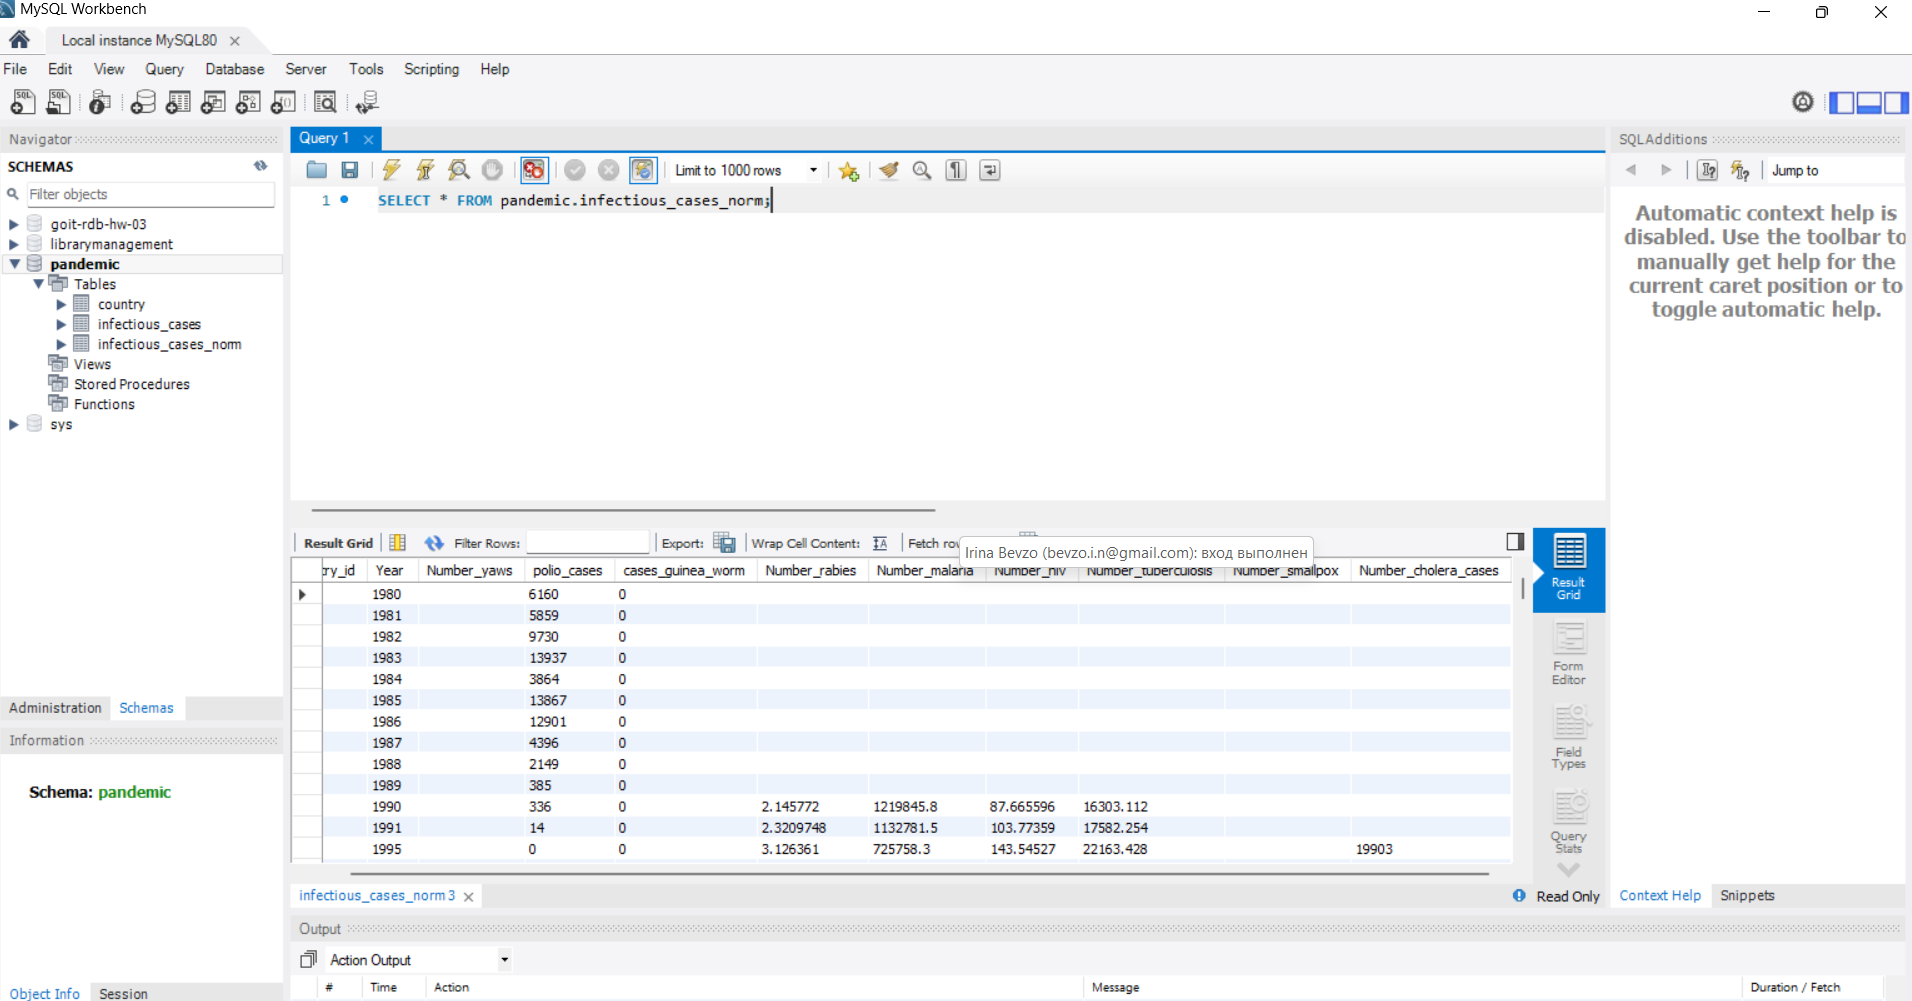 MySQL Workbench
Local instance MySQL80
File Edit View Query Database Server Tools Scripting Help
Navigator
SCHEMAS
Filter objects
goit-rdb-hw-03
librarymanagement
pandemic
Tables
country
infectious_cases
infectious_cases_norm
Views
Stored Procedures
Functions
sys
Administration Schemas
Information
Schema: pandemic
Object Info Session
Query 1
Limit to 1000 rows
1 SELECT * FROM pandemic.infectious_cases_norm;
Result Grid Filter Rows: Export: Wrap Cell Content: Fetch
Irina Bevzo (bevzo.i.n@gmail.com): вход выполнен
ry_id Year Number_yaws polio_cases cases_guinea_worm Number_rabies Number_malaria Number_hiv Number_tuberculosis Number_smallpox Number_cholera_cases
1980 6160 0
1981 5859 0
1982 9730 0
1983 13937 0
1984 3864 0
1985 13867 0
1986 12901 0
1987 4396 0
1988 2149 0
1989 385 0
1990 336 0 2.145772 1219845.8 87.665596 16303.112
1991 14 0 2.3209748 1132781.5 103.77359 17582.254
1995 0 0 3.126361 725758.3 143.54527 22163.428 19903
Result
Grid
Form
Editor
Field
Types
Query
Stats
infectious_cases_norm 3
Read Only
Output
Action Output
# Time Action Message Duration / Fetch
SQLAdditions
Jump to
Automatic context help is
disabled. Use the toolbar to
manually get help for the
current caret position or to
toggle automatic help.
Context Help Snippets